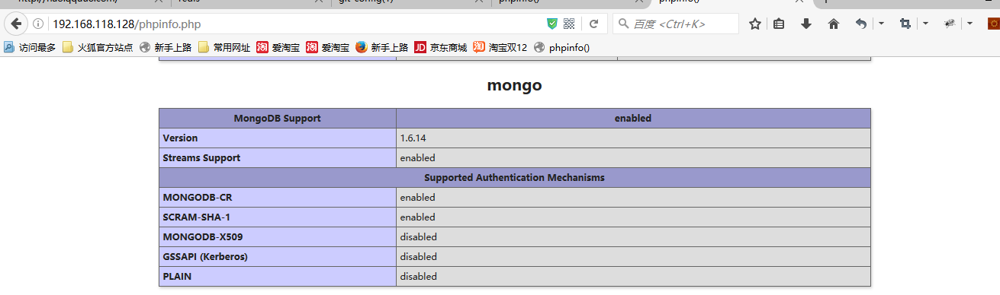 redis
git-config(1)
phpinfo()
192.168.118.128/phpinfo.php
百度 <Ctrl+K>
访问最多 火狐官方站点 新手上路 常用网址 爱淘宝 爱淘宝 新手上路 京东商城 淘宝双12 phpinfo()
mongo
MongoDB Support enabled
Version 1.6.14
Streams Support enabled
Supported Authentication Mechanisms
MONGODB-CR enabled
SCRAM-SHA-1 enabled
MONGODB-X509 disabled
GSSAPI (Kerberos) disabled
PLAIN disabled